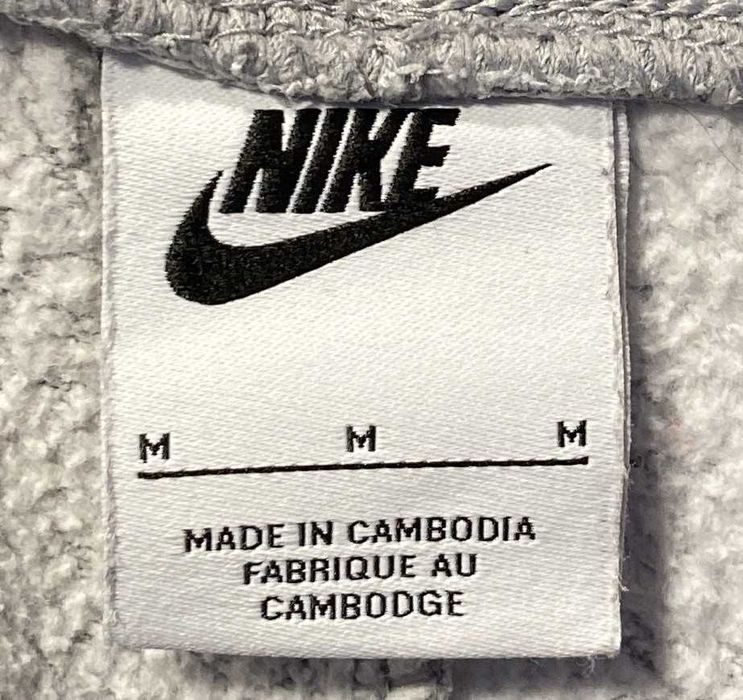 NIKE
M M M
MADE IN CAMBODIA
FABRIQUE AU
CAMBODGE